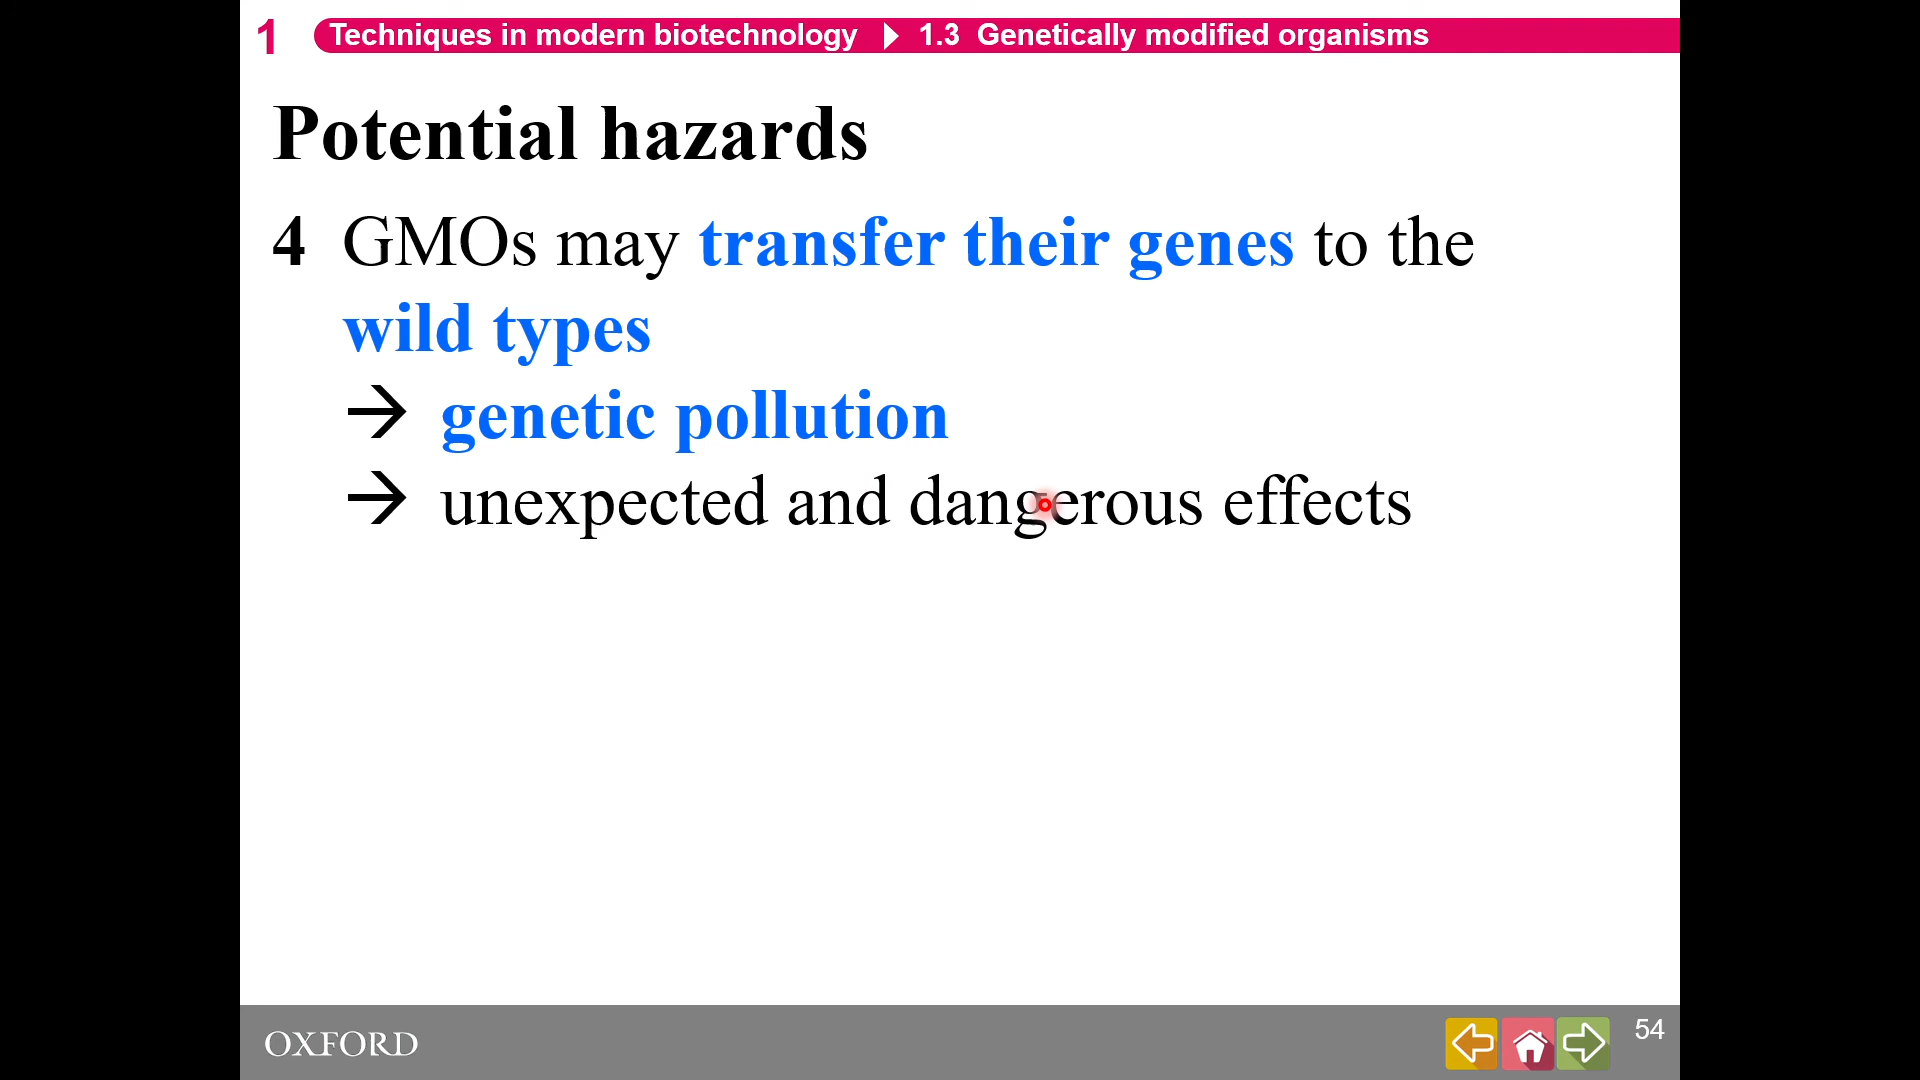 1 Techniques in modern biotechnology 1.3 Genetically modified organisms
Potential hazards
4 GMOs may transfer their genes to the
wild types
→ genetic pollution
→ unexpected and dangerous effects
OXFORD
54